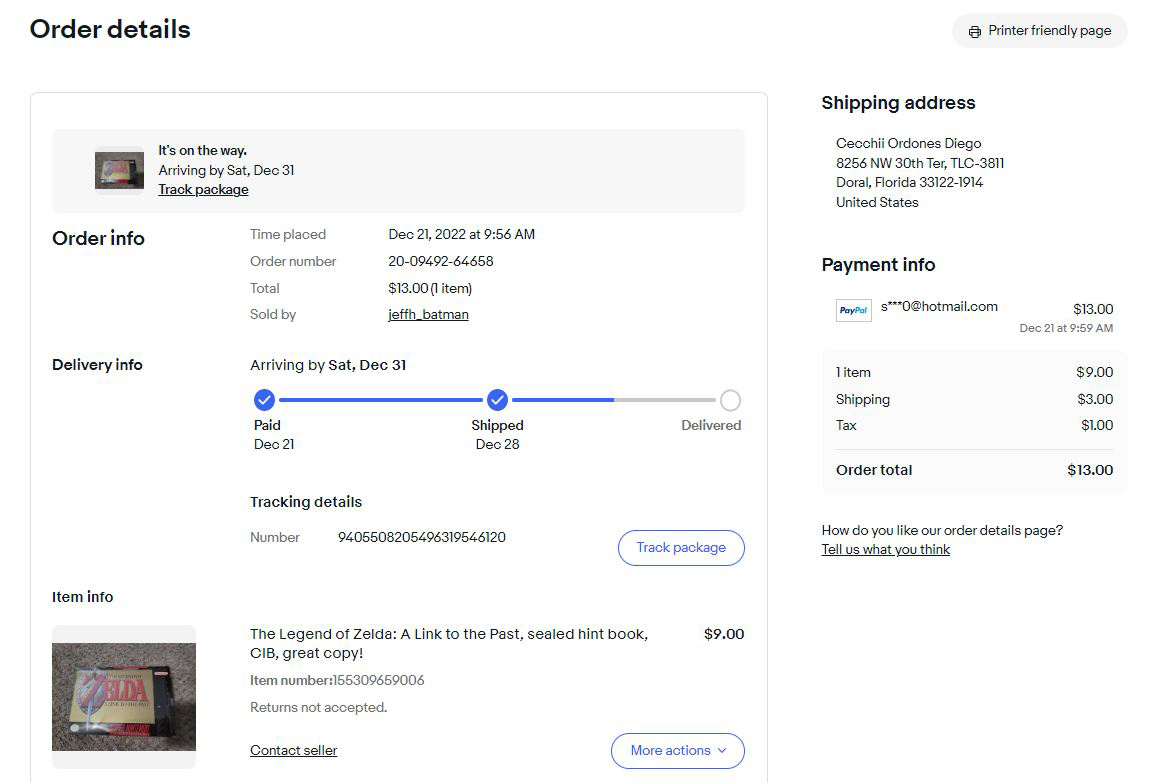 Order details
Printer friendly page
It's on the way.
Arriving by Sat, Dec 31
Track package
Order info
Time placed Dec 21, 2022 at 9:56 AM
Order number 20-09492-64658
Total $13.00 (1 item)
Sold by jeffh_batman
Delivery info
Arriving by Sat, Dec 31
Paid Shipped Delivered
Dec 21 Dec 28
Tracking details
Number 9405508205496319546120
Track package
Item info
ZELDA
A LINK TO THE PAST
SUPER NINTENDO
The Legend of Zelda: A Link to the Past, sealed hint book, $9.00
CIB, great copy!
Item number:155309659006
Returns not accepted.
Contact seller
More actions
Shipping address
Cecchii Ordones Diego
8256 NW 30th Ter, TLC-3811
Doral, Florida 33122-1914
United States
Payment info
PayPal s***0@hotmail.com $13.00
Dec 21 at 9:59 AM
1 item $9.00
Shipping $3.00
Tax $1.00
Order total $13.00
How do you like our order details page?
Tell us what you think